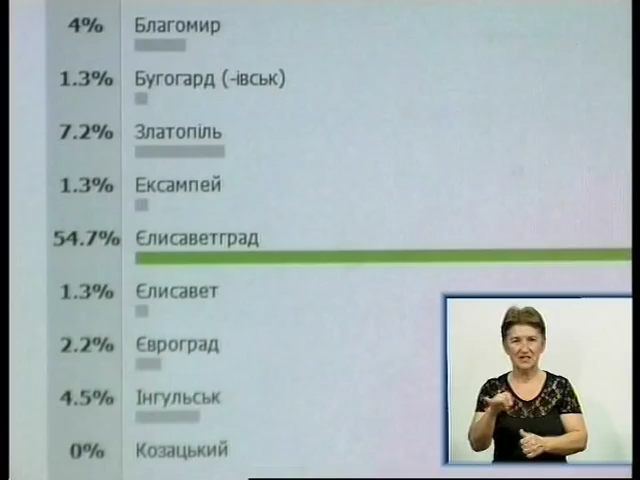 4% Благомир
1.3% Бугогард (-івськ)
7.2% Златопіль
1.3% Ексампей
54.7% Єлисаветград
1.3% Єлисавет
2.2% Євроград
4.5% Інгульськ
0% Козацький